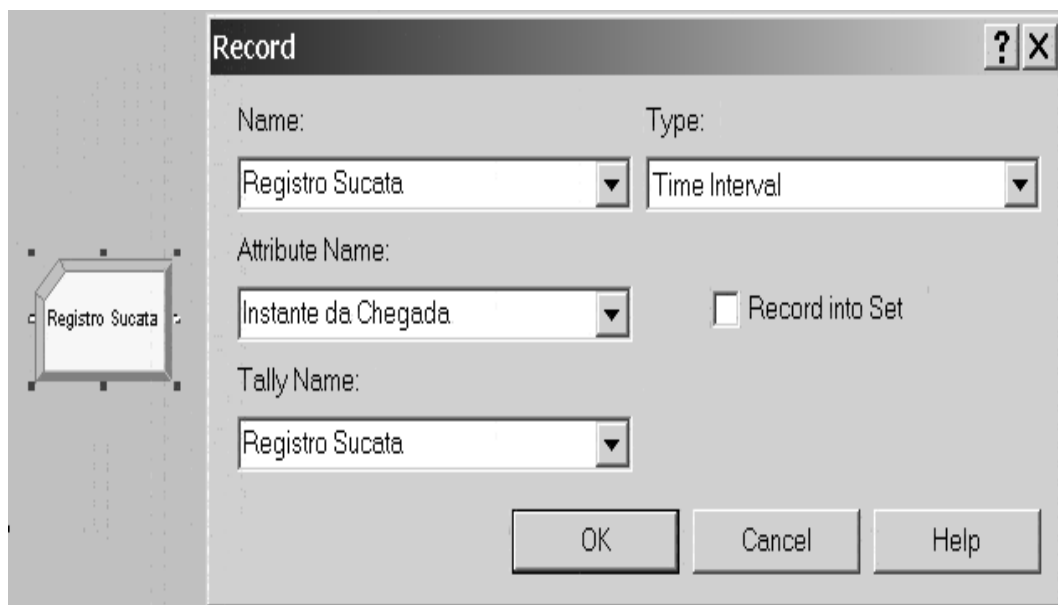 Record
? X
Name: Type:
Registro Sucata Time Interval
Attribute Name:
Instante da Chegada
Record into Set
Registro Sucata
Tally Name:
Registro Sucata
OK Cancel Help